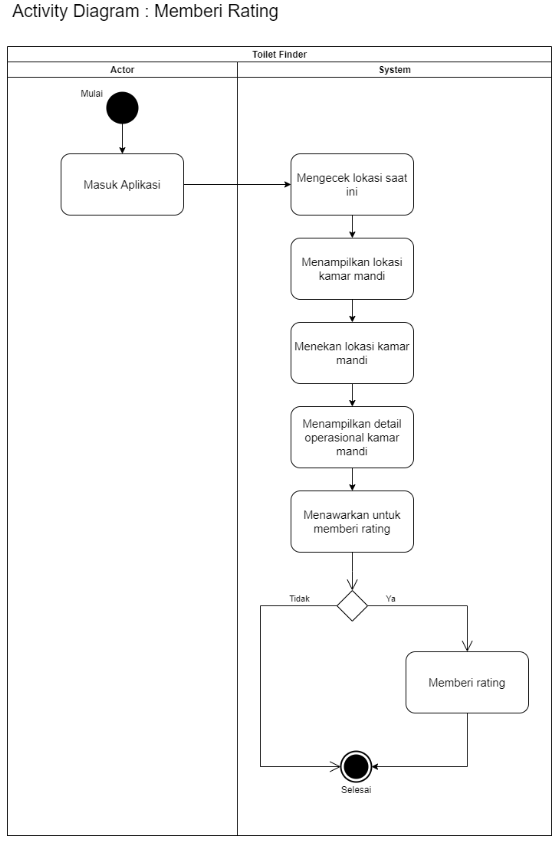 Activity Diagram : Memberi Rating
Toilet Finder
Actor
System
Mulai
Masuk Aplikasi
Mengecek lokasi saat
ini
Menampilkan lokasi
kamar mandi
Menekan lokasi kamar
mandi
Menampilkan detail
operasional kamar
mandi
Menawarkan untuk
memberi rating
Tidak
Ya
Memberi rating
Selesai